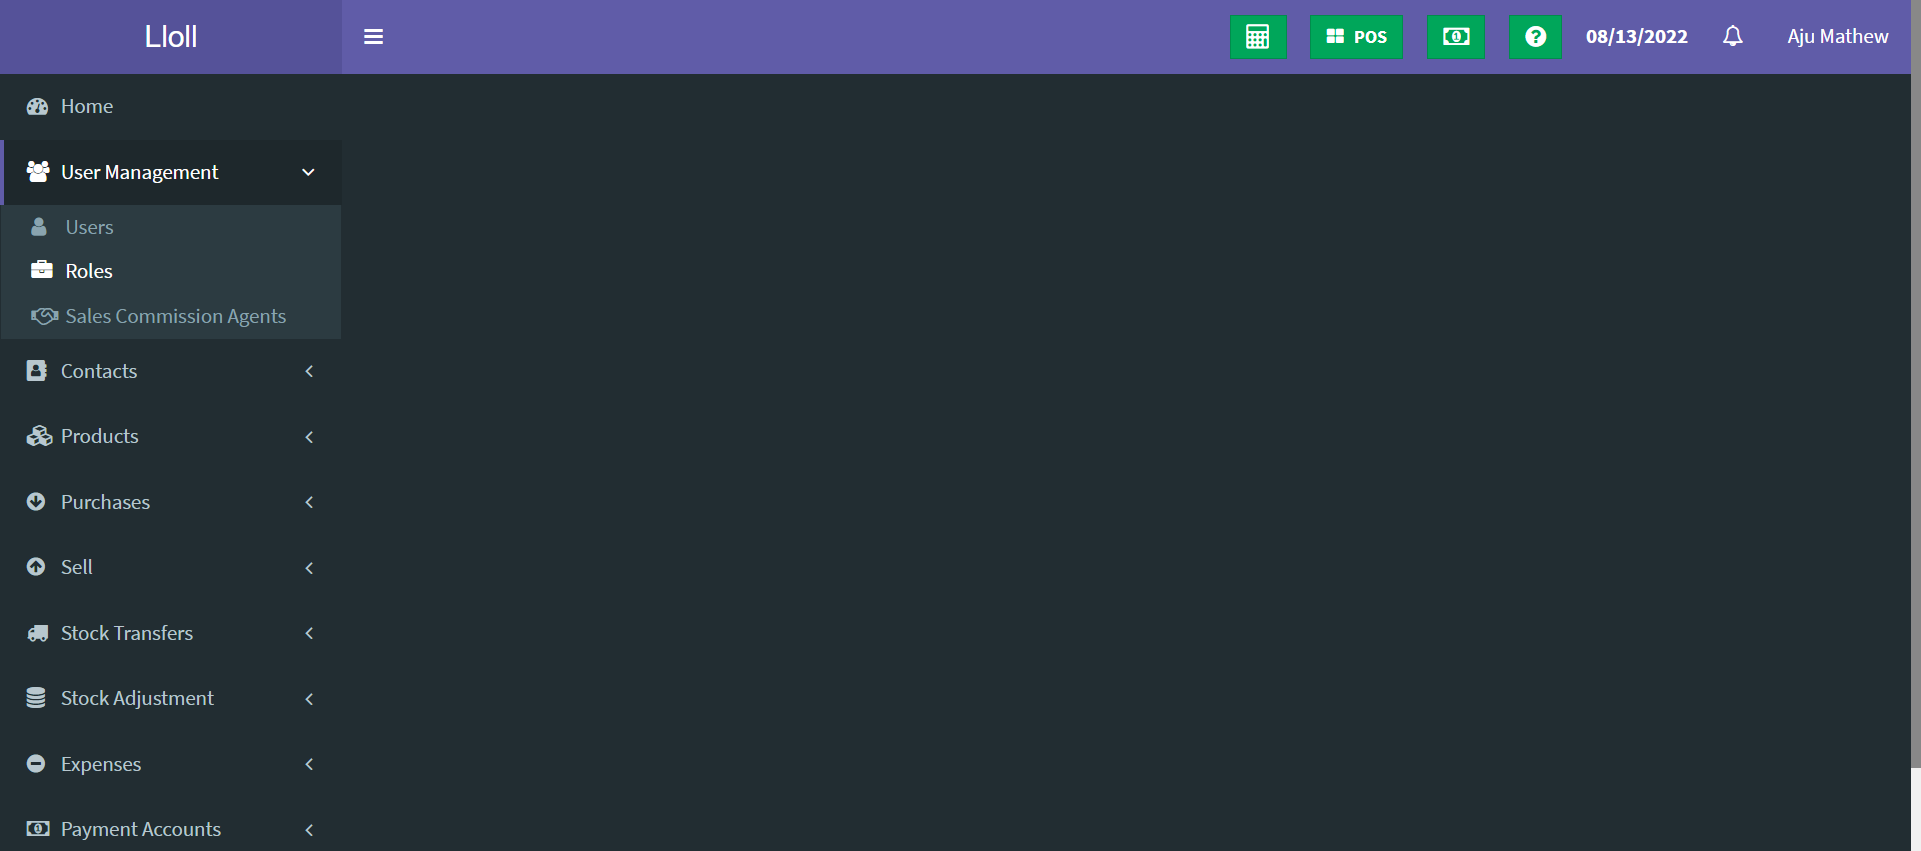 Lloll
POS
08/13/2022
Aju Mathew
Home
User Management
Users
Roles
Sales Commission Agents
Contacts
Products
Purchases
Sell
Stock Transfers
Stock Adjustment
Expenses
Payment Accounts